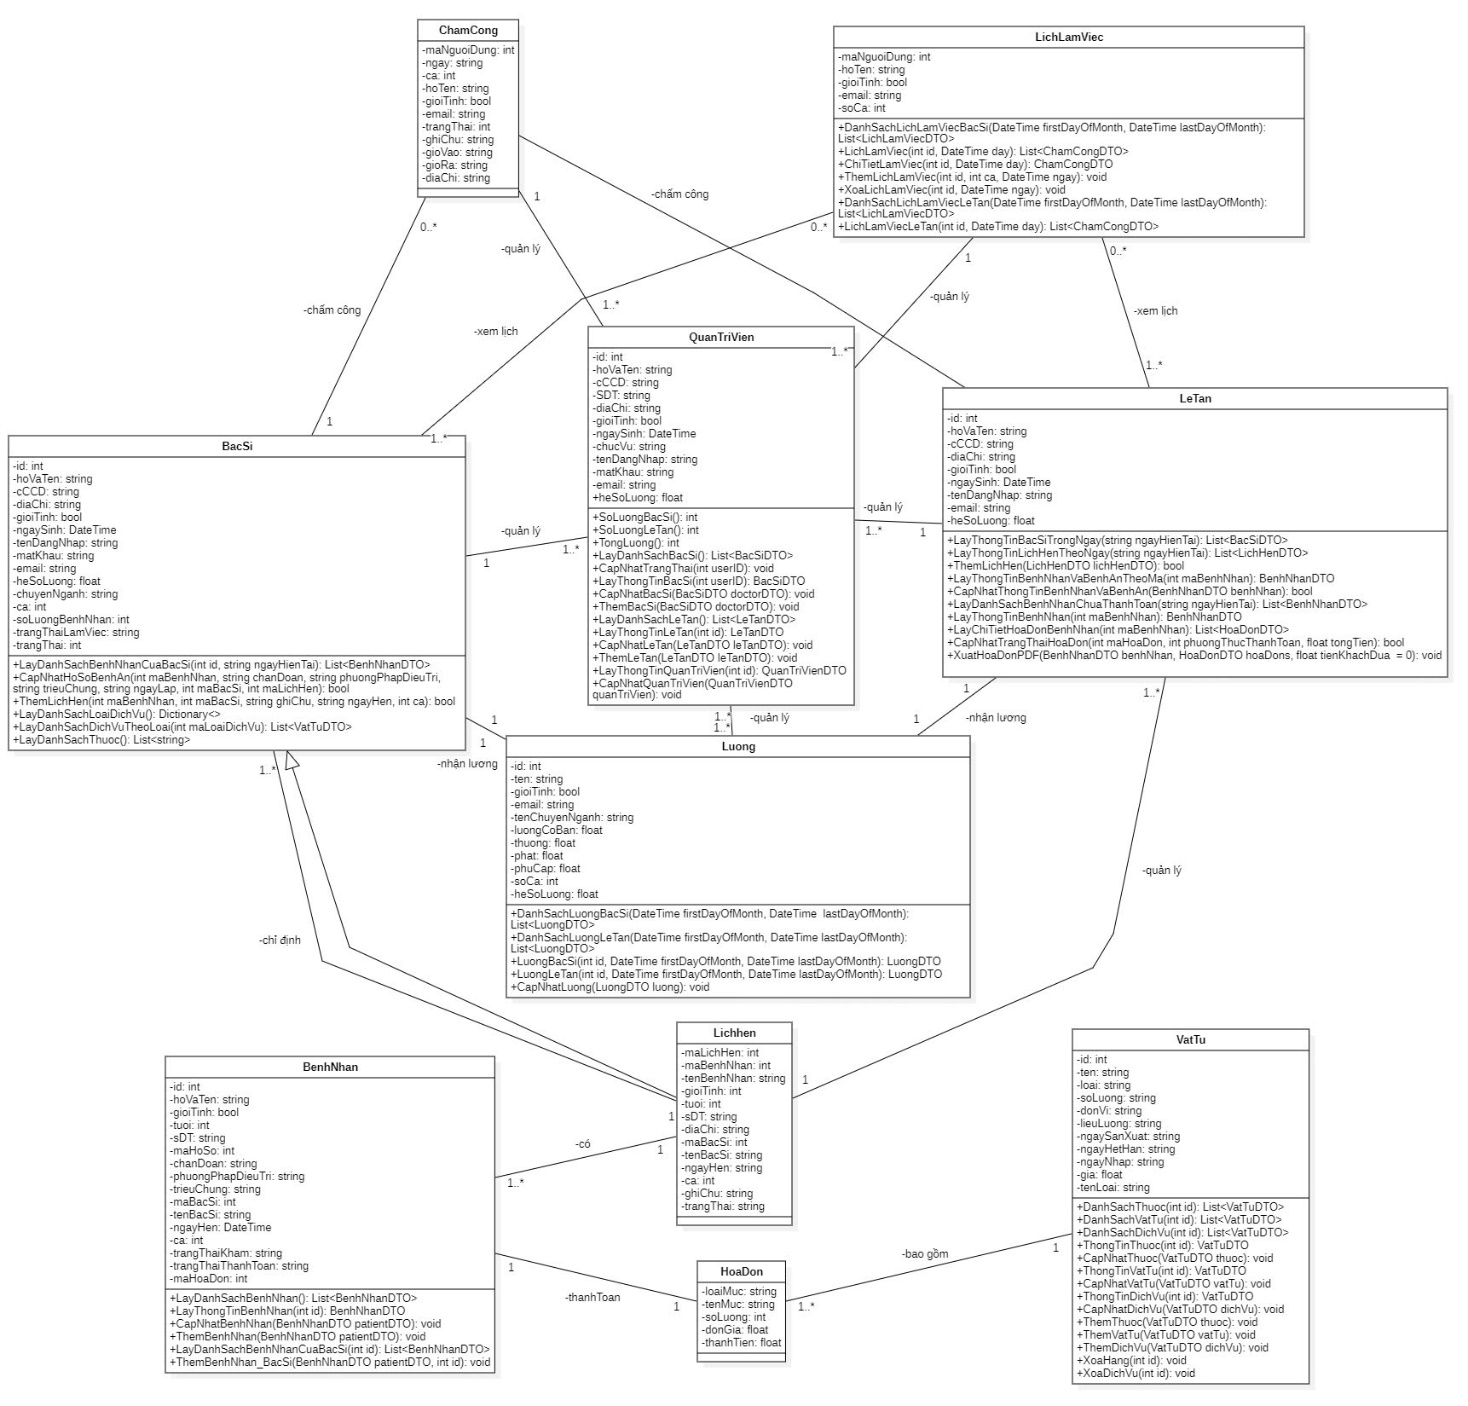 ChamCong
-maNguoiDung: int
-ngay: string
-ca: int
-hoTen: string
-gioiTinh: bool
-email: string
-trangThai: int
-ghiChu: string
-gioVao: string
-gioRa: string
-diaChi: string
LichLamViec
-maNguoiDung: int
-hoTen: string
-gioiTinh: bool
-email: string
-soCa: int
+DanhSachLichLamViecBacSi(DateTime firstDayOfMonth, DateTime lastDayOfMonth):
List<LichLamViecDTO>
+LichLamViec(int id, DateTime day): List<ChamCongDTO>
+ChiTietLamViec(int id, DateTime day): ChamCongDTO
+ThemLichLamViec(int id, int ca, DateTime ngay): void
+XoaLichLamViec(int id, DateTime ngay): void
+DanhSachLichLamViecLeTan(DateTime firstDayOfMonth, DateTime lastDayOfMonth):
List<LichLamViecDTO>
+LichLamViecLeTan(int id, DateTime day): List<ChamCongDTO>
-chấm công
1
0..*
0..*
-quản lý
1
0..*
-quản lý
-chấm công
1..*
-xem lịch
-xem lịch
1..*
1..*
1
1..*
QuanTriVien
-id: int
-hoVaTen: string
-cCCD: string
-SDT: string
-diaChi: string
-gioiTinh: bool
-ngaySinh: DateTime
-chucVu: string
-tenDangNhap: string
-matKhau: string
-email: string
+heSoLuong: float
+SoLuongBacSi(): int
+SoLuongLeTan(): int
+TongLuong(): int
+LayDanhSachBacSi(): List<BacSiDTO>
+CapNhatTrangThai(int userID): void
+LayThongTinBacSi(int userID): BacSiDTO
+CapNhatBacSi(BacSiDTO doctorDTO): void
+ThemBacSi(BacSiDTO doctorDTO): void
+LayDanhSachLeTan(): List<LeTanDTO>
+LayThongTinLeTan(int id): LeTanDTO
+CapNhatLeTan(LeTanDTO leTanDTO): void
+ThemLeTan(LeTanDTO leTanDTO): void
+LayThongTinQuanTriVien(int id): QuanTriVienDTO
+CapNhatQuanTriVien(QuanTriVienDTO
quanTriVien): void
LeTan
-id: int
-hoVaTen: string
-cCCD: string
-diaChi: string
-gioiTinh: bool
-ngaySinh: DateTime
-tenDangNhap: string
-email: string
-heSoLuong: float
+LayThongTinBacSiTrongNgay(string ngayHienTai): List<BacSiDTO>
+LayThongTinLichHenTheoNgay(string ngayHienTai): List<LichHenDTO>
+ThemLichHen(LichHenDTO lichHenDTO): bool
+LayThongTinBenhNhanVaBenhAnTheoMa(int maBenhNhan): BenhNhanDTO
+CapNhatThongTinBenhNhanVaBenhAn(BenhNhanDTO benhNhan): bool
+LayDanhSachBenhNhanChuaThanhToan(string ngayHienTai): List<BenhNhanDTO>
+LayThongTinBenhNhan(int maBenhNhan): BenhNhanDTO
+LayChiTietHoaDonBenhNhan(int maBenhNhan): List<HoaDonDTO>
+CapNhatTrangThaiHoaDon(int maHoaDon, int phuongThucThanhToan, float tongTien): bool
+XuatHoaDonPDF(BenhNhanDTO benhNhan, HoaDonDTO hoaDons, float tienKhachDua  = 0): void
BacSi
-id: int
-hoVaTen: string
-cCCD: string
-diaChi: string
-gioiTinh: bool
-ngaySinh: DateTime
-tenDangNhap: string
-matKhau: string
-email: string
-heSoLuong: float
-chuyenNganh: string
-ca: int
-soLuongBenhNhan: int
-trangThaiLamViec: string
-trangThai: int
+LayDanhSachBenhNhanCuaBacSi(int id, string ngayHienTai): List<BenhNhanDTO>
+CapNhatHoSoBenhAn(int maBenhNhan, string chanDoan, string phuongPhapDieuTri,
string trieuChung, string ngayLap, int maBacSi, int maLichHen): bool
+ThemLichHen(int maBenhNhan, int maBacSi, string ghiChu, string ngayHen, int ca): bool
+LayDanhSachLoaiDichVu(): Dictionary<>
+LayDanhSachDichVuTheoLoai(int maLoaiDichVu): List<VatTuDTO>
+LayDanhSachThuoc(): List<string>
-quản lý
1..*
1
-quản lý
1..*
1
1
1
-nhận lương
1..*
1..*
-quản lý
1
1
-nhận lương
1..*
1..*
Luong
-id: int
-ten: string
-gioiTinh: bool
-email: string
-tenChuyenNganh: string
-luongCoBan: float
-thuong: float
-phat: float
-phuCap: float
-soCa: int
-heSoLuong: float
+DanhSachLuongBacSi(DateTime firstDayOfMonth, DateTime  lastDayOfMonth):
List<LuongDTO>
+DanhSachLuongLeTan(DateTime firstDayOfMonth, DateTime lastDayOfMonth):
List<LuongDTO>
+LuongBacSi(int id, DateTime firstDayOfMonth, DateTime lastDayOfMonth): LuongDTO
+LuongLeTan(int id, DateTime firstDayOfMonth, DateTime lastDayOfMonth): LuongDTO
+CapNhatLuong(LuongDTO luong): void
-chỉ định
-quản lý
Lichhen
-maLichHen: int
-maBenhNhan: int
-tenBenhNhan: string
-gioiTinh: int
-tuoi: int
-sDT: string
-diaChi: string
-maBacSi: int
-tenBacSi: string
-ngayHen: string
-ca: int
-ghiChu: string
-trangThai: string
1
1
-có
1
1..*
BenhNhan
-id: int
-hoVaTen: string
-gioiTinh: bool
-tuoi: int
-sDT: string
-maHoSo: int
-chanDoan: string
-phuongPhapDieuTri: string
-trieuChung: string
-maBacSi: int
-tenBacSi: string
-ngayHen: DateTime
-ca: int
-trangThaiKham: string
-trangThaiThanhToan: string
-maHoaDon: int
+LayDanhSachBenhNhan(): List<BenhNhanDTO>
+LayThongTinBenhNhan(int id): BenhNhanDTO
+CapNhatBenhNhan(BenhNhanDTO patientDTO): void
+ThemBenhNhan(BenhNhanDTO patientDTO): void
+LayDanhSachBenhNhanCuaBacSi(int id): List<BenhNhanDTO>
+ThemBenhNhan_BacSi(BenhNhanDTO patientDTO, int id): void
1
-thanhToan
1
HoaDon
-loaiMuc: string
-tenMuc: string
-soLuong: int
-donGia: float
-thanhTien: float
1..*
-bao gồm
1
VatTu
-id: int
-ten: string
-loai: string
-soLuong: string
-donVi: string
-lieuLuong: string
-ngaySanXuat: string
-ngayHetHan: string
-ngayNhap: string
-gia: float
-tenLoai: string
+DanhSachThuoc(int id): List<VatTuDTO>
+DanhSachVatTu(int id): List<VatTuDTO>
+DanhSachDichVu(int id): List<VatTuDTO>
+ThongTinThuoc(int id): VatTuDTO
+CapNhatThuoc(VatTuDTO thuoc): void
+ThongTinVatTu(int id): VatTuDTO
+CapNhatVatTu(VatTuDTO vatTu): void
+ThongTinDichVu(int id): VatTuDTO
+CapNhatDichVu(VatTuDTO dichVu): void
+ThemThuoc(VatTuDTO thuoc): void
+ThemVatTu(VatTuDTO vatTu): void
+ThemDichVu(VatTuDTO dichVu): void
+XoaHang(int id): void
+XoaDichVu(int id): void